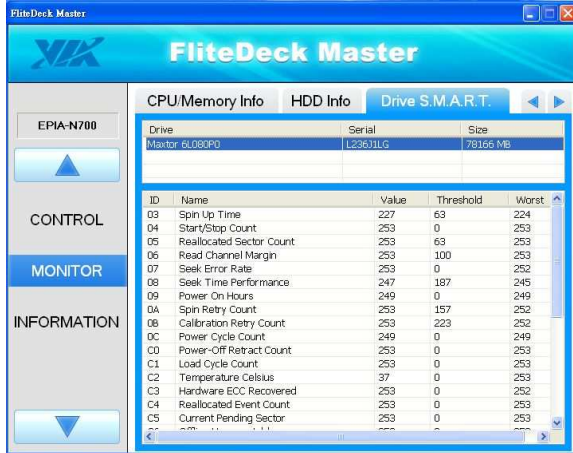 FliteDeck Master
VIA FliteDeck Master
EPIA-N700
CONTROL
MONITOR
INFORMATION
CPU/Memory Info HDD Info Drive S.M.A.R.T.
Drive Serial Size
Maxtor 6L080P0 L236J1LG 78166 MB
ID Name Value Threshold Worst
03 Spin Up Time 227 63 224
04 Start/Stop Count 253 0 253
05 Reallocated Sector Count 253 63 253
06 Read Channel Margin 253 100 253
07 Seek Error Rate 253 0 252
08 Seek Time Performance 247 187 245
09 Power On Hours 249 0 249
0A Spin Retry Count 253 157 252
0B Calibration Retry Count 253 223 252
0C Power Cycle Count 249 0 249
C0 Power-Off Retract Count 253 0 253
C1 Load Cycle Count 253 0 253
C2 Temperature Celsius 37 0 253
C3 Hardware ECC Recovered 253 0 252
C4 Reallocated Event Count 253 0 253
C5 Current Pending Sector 253 0 253